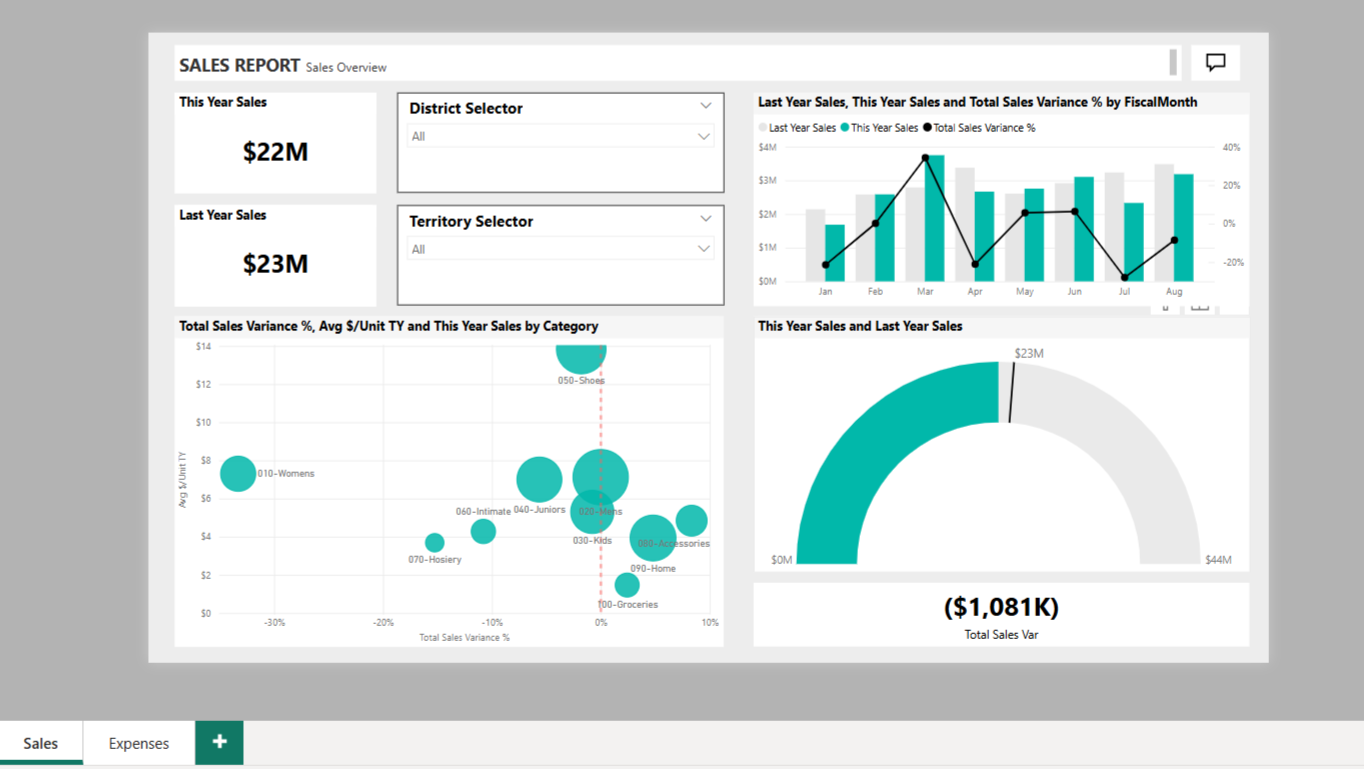 SALES REPORT Sales Overview
This Year Sales
$22M
Last Year Sales
$23M
District Selector
All
Territory Selector
All
Last Year Sales, This Year Sales and Total Sales Variance % by FiscalMonth
Last Year Sales This Year Sales Total Sales Variance %
$4M
$3M
$2M
$1M
$0M
40%
20%
0%
-20%
Jan Feb Mar Apr May Jun Jul Aug
Total Sales Variance %, Avg $/Unit TY and This Year Sales by Category
Avg $/Unit TY
$14
$12
$10
$8
$6
$4
$2
$0
050-Shoes
010-Womens
060-Intimate
040-Juniors
020-Mens
030-Kids
070-Hosiery
080-Accessories
090-Home
100-Groceries
-30% -20% -10% 0% 10%
Total Sales Variance %
This Year Sales and Last Year Sales
$23M
$0M
$44M
($1,081K)
Total Sales Var
Sales
Expenses